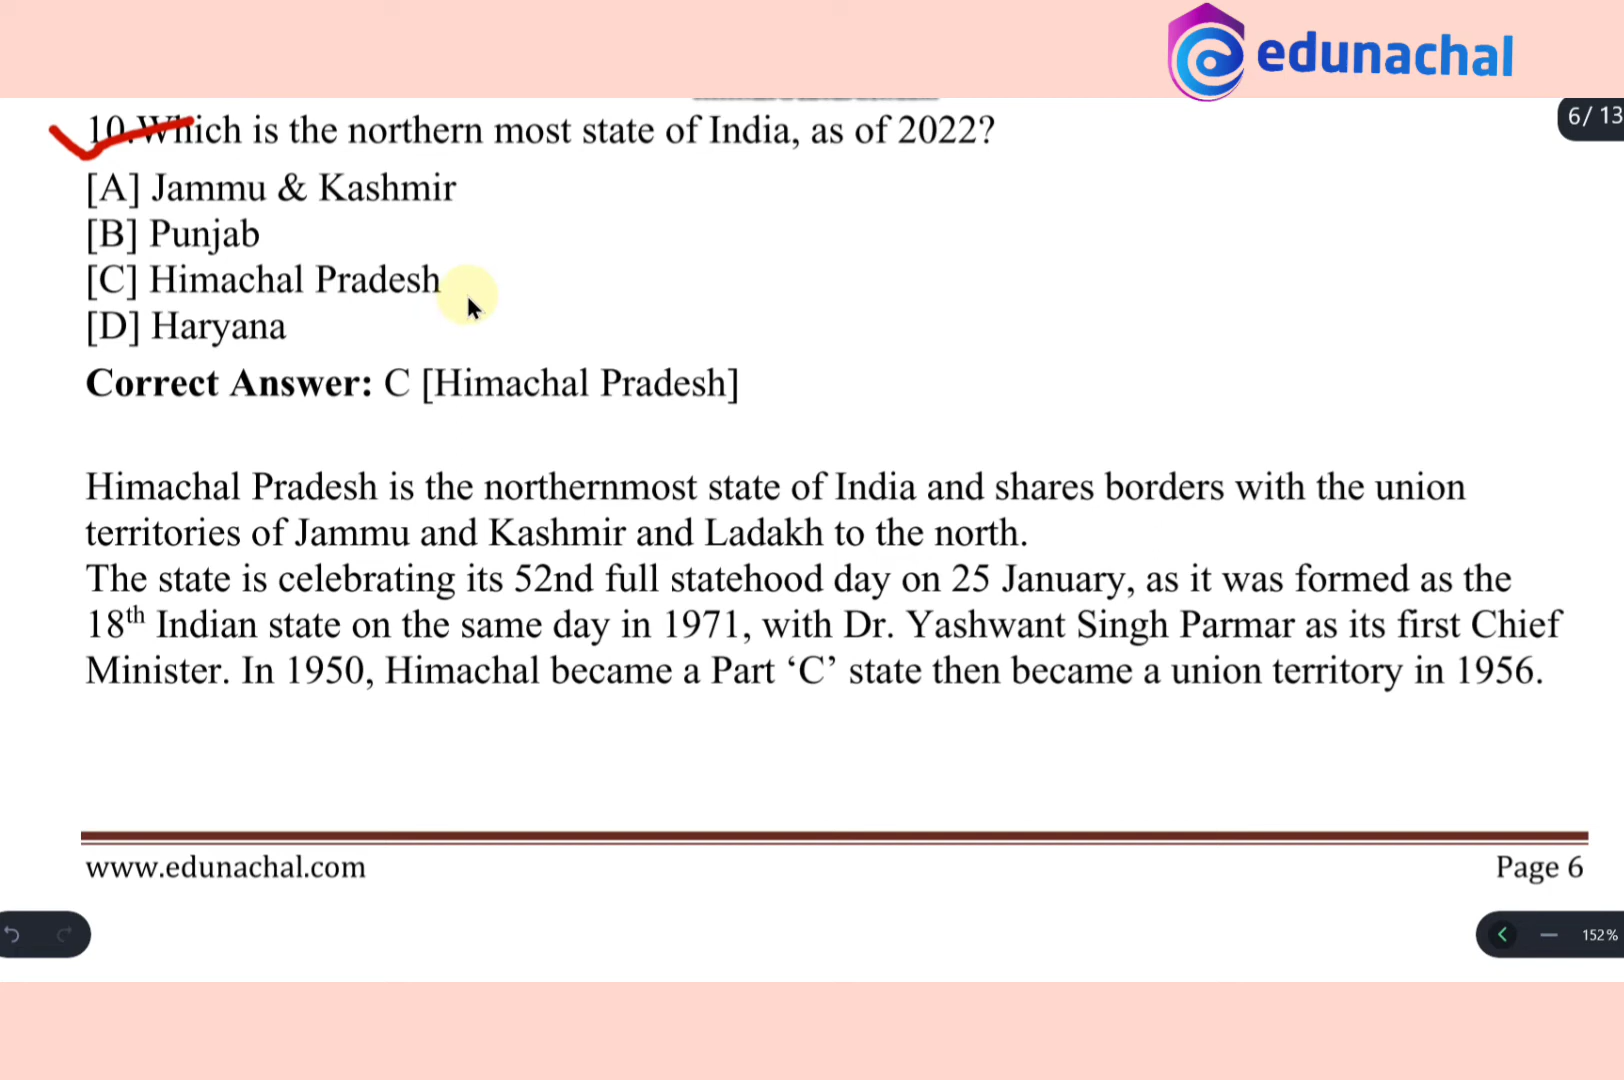 edunachal
6/ 13
10.Which is the northern most state of India, as of 2022?
[A] Jammu & Kashmir
[B] Punjab
[C] Himachal Pradesh
[D] Haryana
Correct Answer: C [Himachal Pradesh]
Himachal Pradesh is the northernmost state of India and shares borders with the union
territories of Jammu and Kashmir and Ladakh to the north.
The state is celebrating its 52nd full statehood day on 25 January, as it was formed as the
18th Indian state on the same day in 1971, with Dr. Yashwant Singh Parmar as its first Chief
Minister. In 1950, Himachal became a Part ‘C’ state then became a union territory in 1956.
www.edunachal.com
Page 6
152%